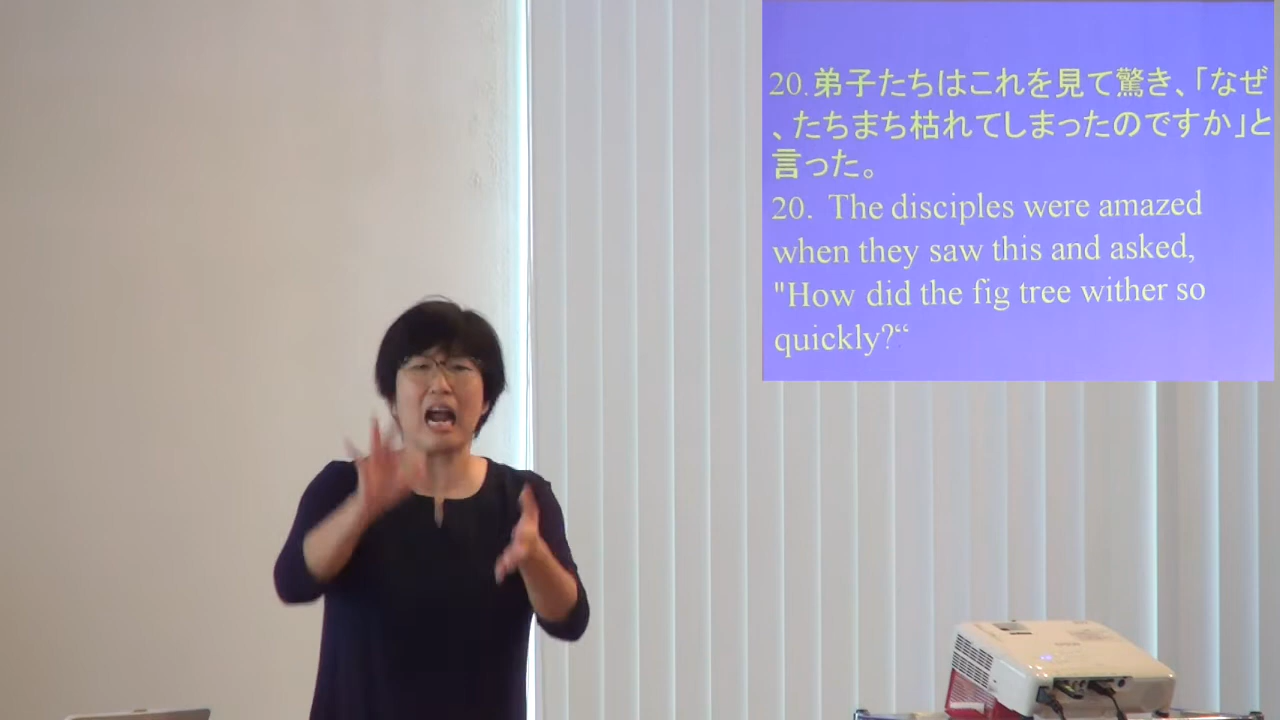 20.弟子たちはこれを見て驚き、「なぜ
、たちまち枯れてしまったのですか」と
言った。
20. The disciples were amazed
when they saw this and asked,
"How did the fig tree wither so
quickly?“